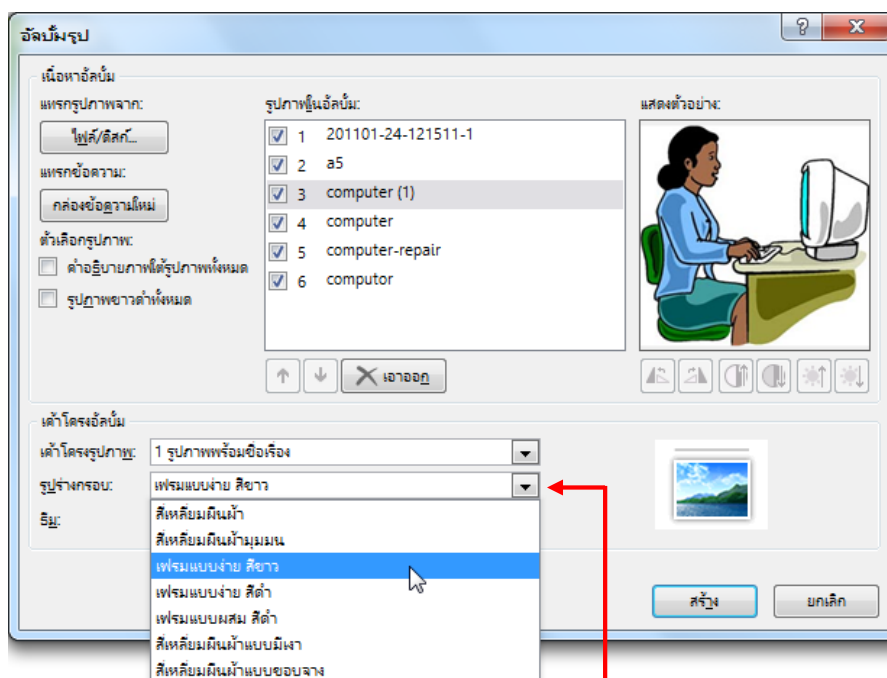 อัลบั้มรูป
เนื้อหาอัลบั้ม
แทรกรูปภาพจาก:
ไฟล์/ดิสก์...
แทรกข้อความ:
กล่องข้อความใหม่
ตัวเลือกรูปภาพ:
คำอธิบายภาพใต้รูปภาพทั้งหมด
รูปภาพขาวดำทั้งหมด
รูปภาพในอัลบั้ม:
1 201101-24-121511-1
2 a5
3 computer (1)
4 computer
5 computer-repair
6 computor
เอาออก
แสดงตัวอย่าง:
เค้าโครงอัลบั้ม
เค้าโครงรูปภาพ: 1 รูปภาพพร้อมชื่อเรื่อง
รูปร่างกรอบ: เฟรมแบบง่าย สีขาว
ธีม:
สี่เหลี่ยมผืนผ้า
สี่เหลี่ยมผืนผ้ามุมมน
เฟรมแบบง่าย สีขาว
เฟรมแบบง่าย สีดำ
เฟรมแบบผสม สีดำ
สี่เหลี่ยมผืนผ้าแบบมีเงา
สี่เหลี่ยมผืนผ้าแบบขอบจาง
สร้าง
ยกเลิก